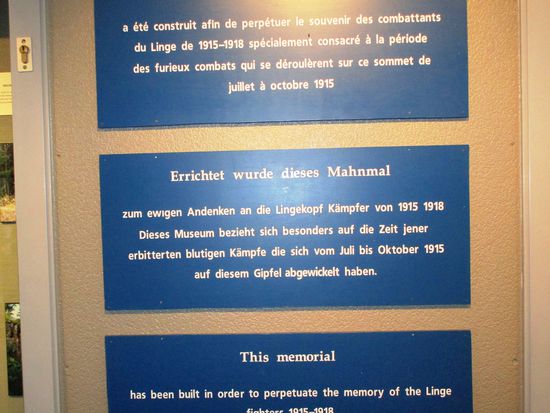 a été construit afin de perpétuer le souvenir des combattants
du Linge de 1915–1918 spécialement consacré à la période
des furieux combats qui se déroulèrent sur ce sommet de
juillet à octobre 1915
Errichtet wurde dieses Mahnmal
zum ewigen Andenken an die Lingekopf Kämpfer von 1915 1918
Dieses Museum bezieht sich besonders auf die Zeit jener
erbitterten blutigen Kämpfe die sich vom Juli bis Oktober 1915
auf diesem Gipfel abgewickelt haben.
This memorial
has been built in order to perpetuate the memory of the Linge
fighters 1915–1918